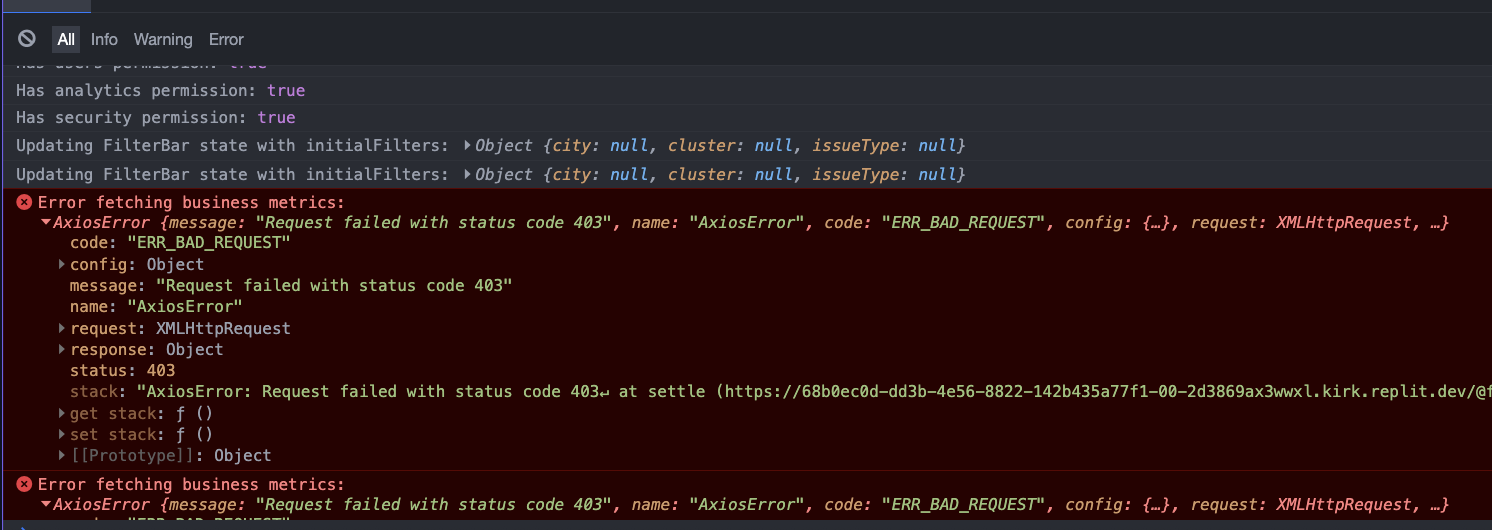 All Info Warning Error
Has users permission: true
Has analytics permission: true
Has security permission: true
Updating FilterBar state with initialFilters: Object {city: null, cluster: null, issueType: null}
Updating FilterBar state with initialFilters: Object {city: null, cluster: null, issueType: null}
Error fetching business metrics:
AxiosError {message: "Request failed with status code 403", name: "AxiosError", code: "ERR_BAD_REQUEST", config: {…}, request: XMLHttpRequest, …}
code: "ERR_BAD_REQUEST"
config: Object
message: "Request failed with status code 403"
name: "AxiosError"
request: XMLHttpRequest
response: Object
status: 403
stack: "AxiosError: Request failed with status code 403↵ at settle (https://68b0ec0d-dd3b-4e56-8822-142b435a77f1-00-2d3869ax3wwxl.kirk.replit.dev/@f
get stack: ƒ ()
set stack: ƒ ()
[[Prototype]]: Object
Error fetching business metrics:
AxiosError {message: "Request failed with status code 403", name: "AxiosError", code: "ERR_BAD_REQUEST", config: {…}, request: XMLHttpRequest, …}
code: "ERR_BAD_REQUEST"